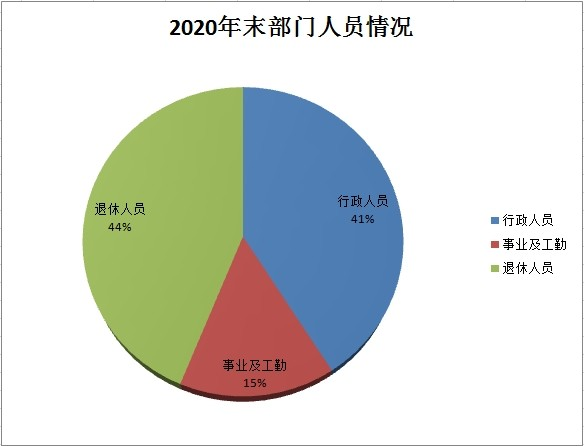 2020年末部门人员情况
行政人员
41%
退休人员
44%
事业及工勤
15%
行政人员
事业及工勤
退休人员